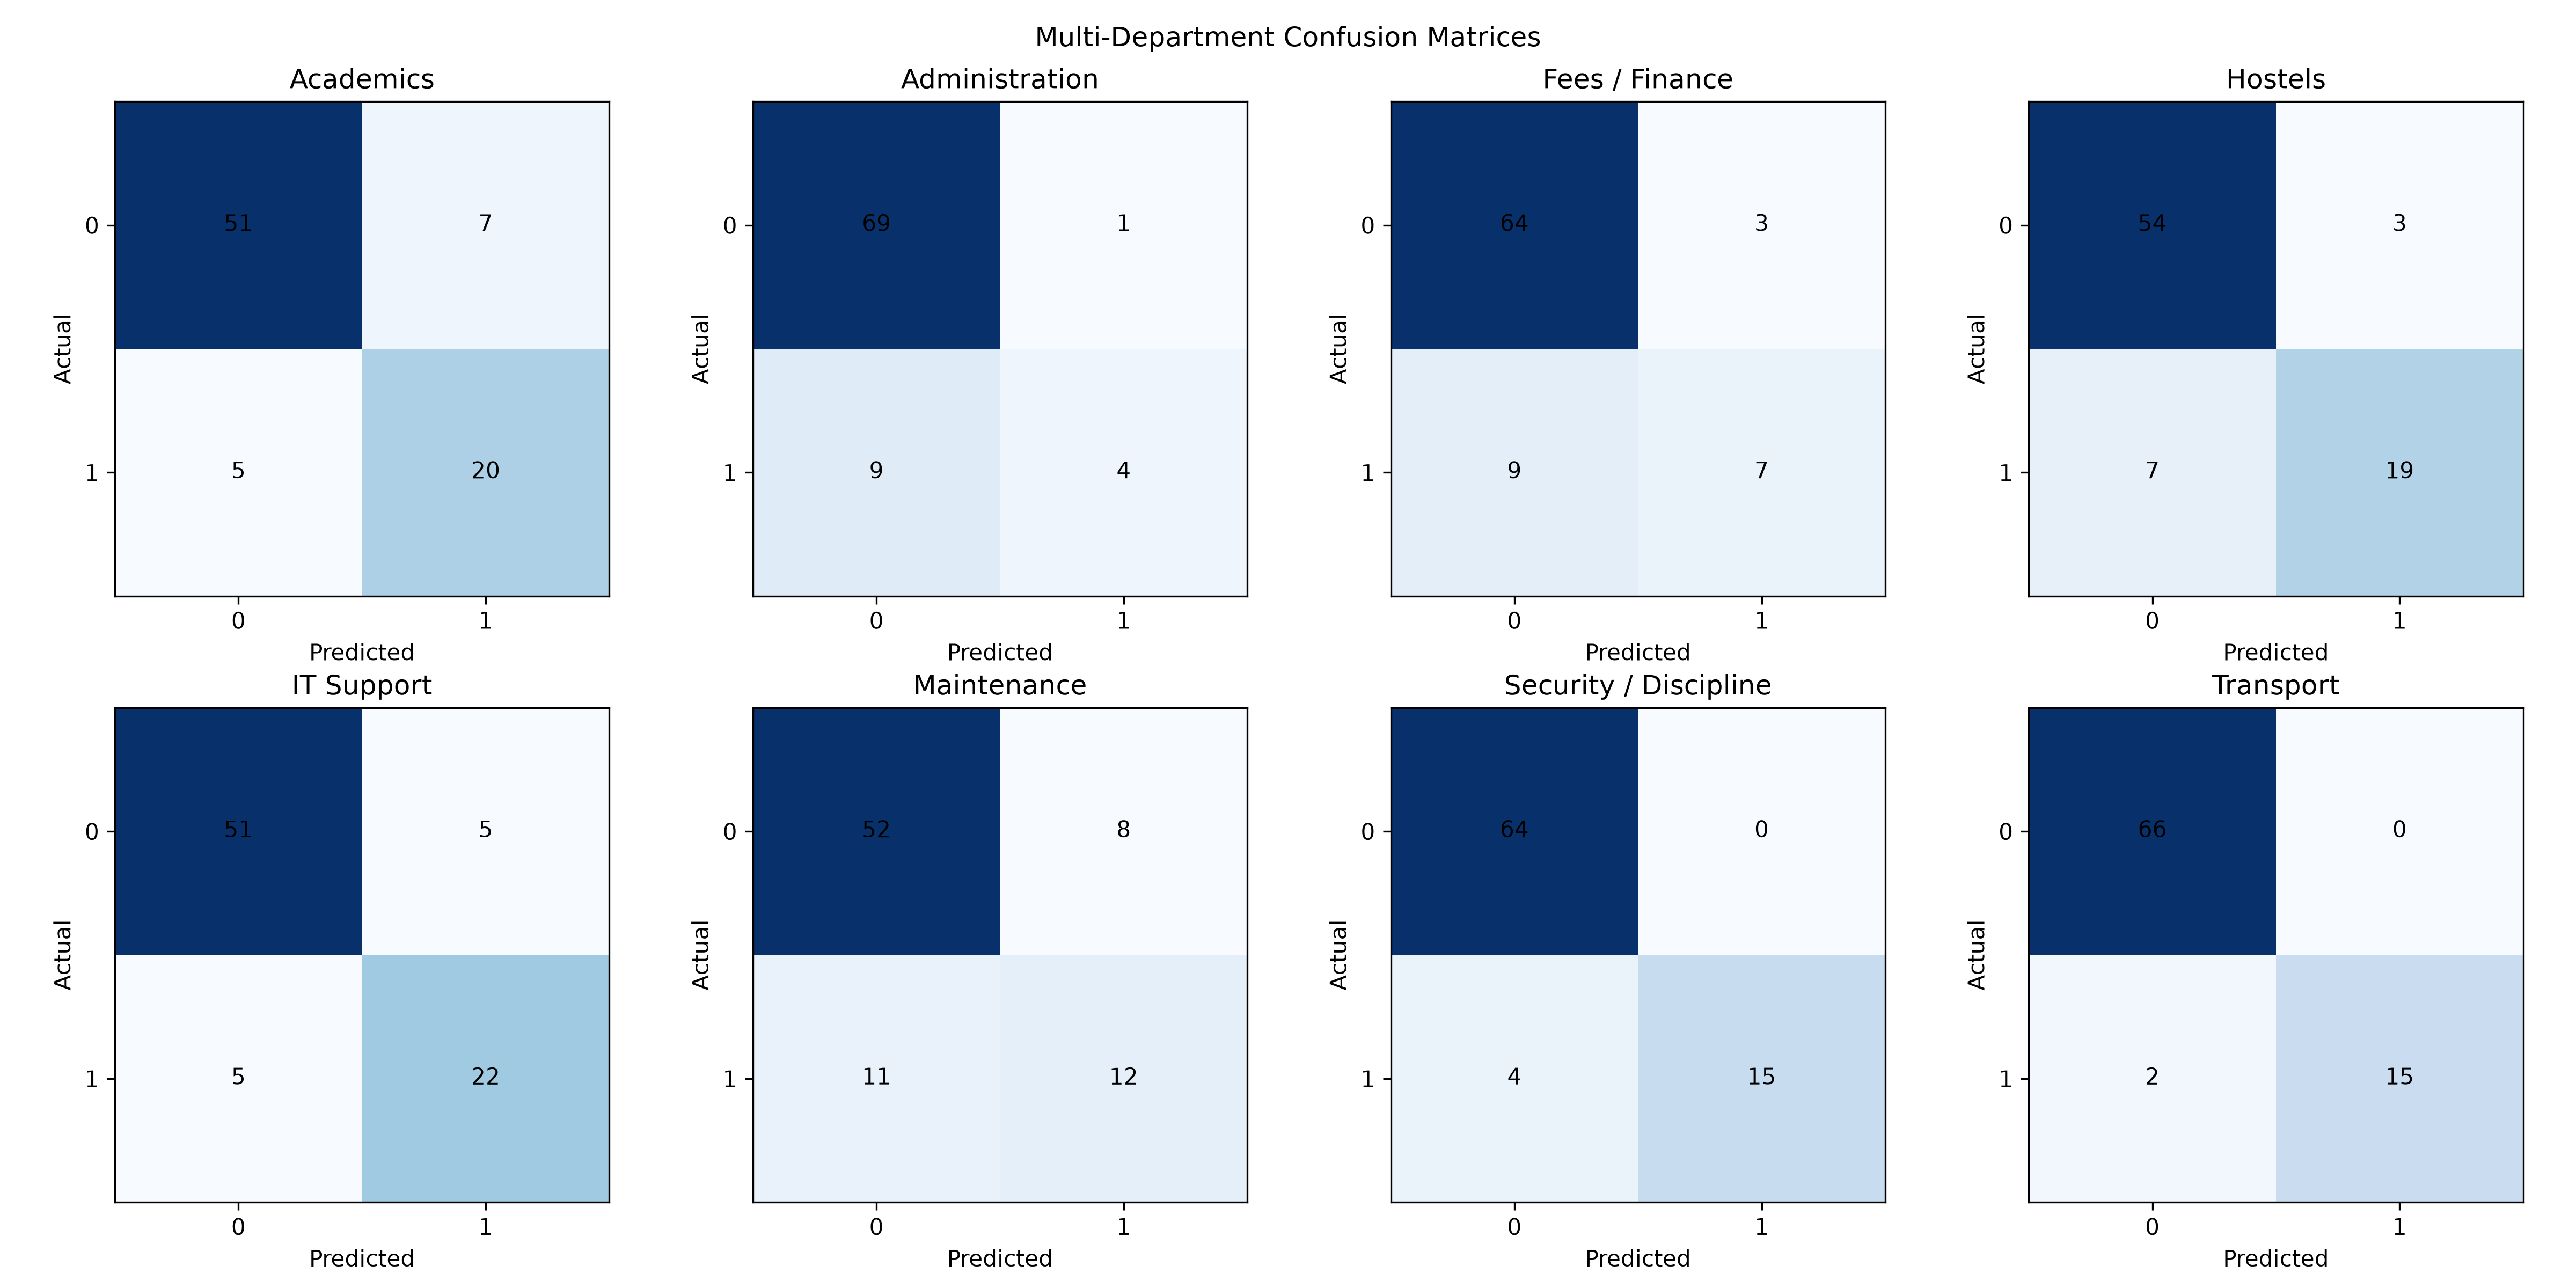 Multi-Department Confusion Matrices
Academics
Actual
0
51
7
1
5
20
0
1
Predicted
Administration
Actual
0
69
1
1
9
4
0
1
Predicted
Fees / Finance
Actual
0
64
3
1
9
7
0
1
Predicted
Hostels
Actual
0
54
3
1
7
19
0
1
Predicted
IT Support
Actual
0
51
5
1
5
22
0
1
Predicted
Maintenance
Actual
0
52
8
1
11
12
0
1
Predicted
Security / Discipline
Actual
0
64
0
1
4
15
0
1
Predicted
Transport
Actual
0
66
0
1
2
15
0
1
Predicted